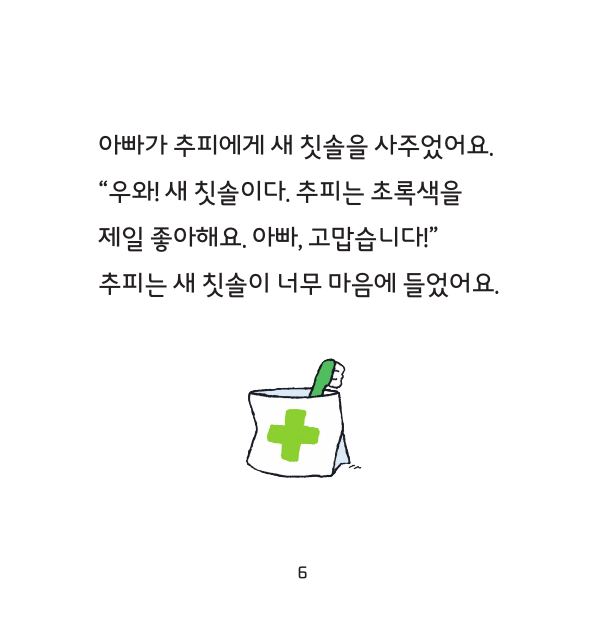 아빠가 추피에게 새 칫솔을 사주었어요.
“우와! 새 칫솔이다. 추피는 초록색을
제일 좋아해요. 아빠, 고맙습니다!”
추피는 새 칫솔이 너무 마음에 들었어요.
6